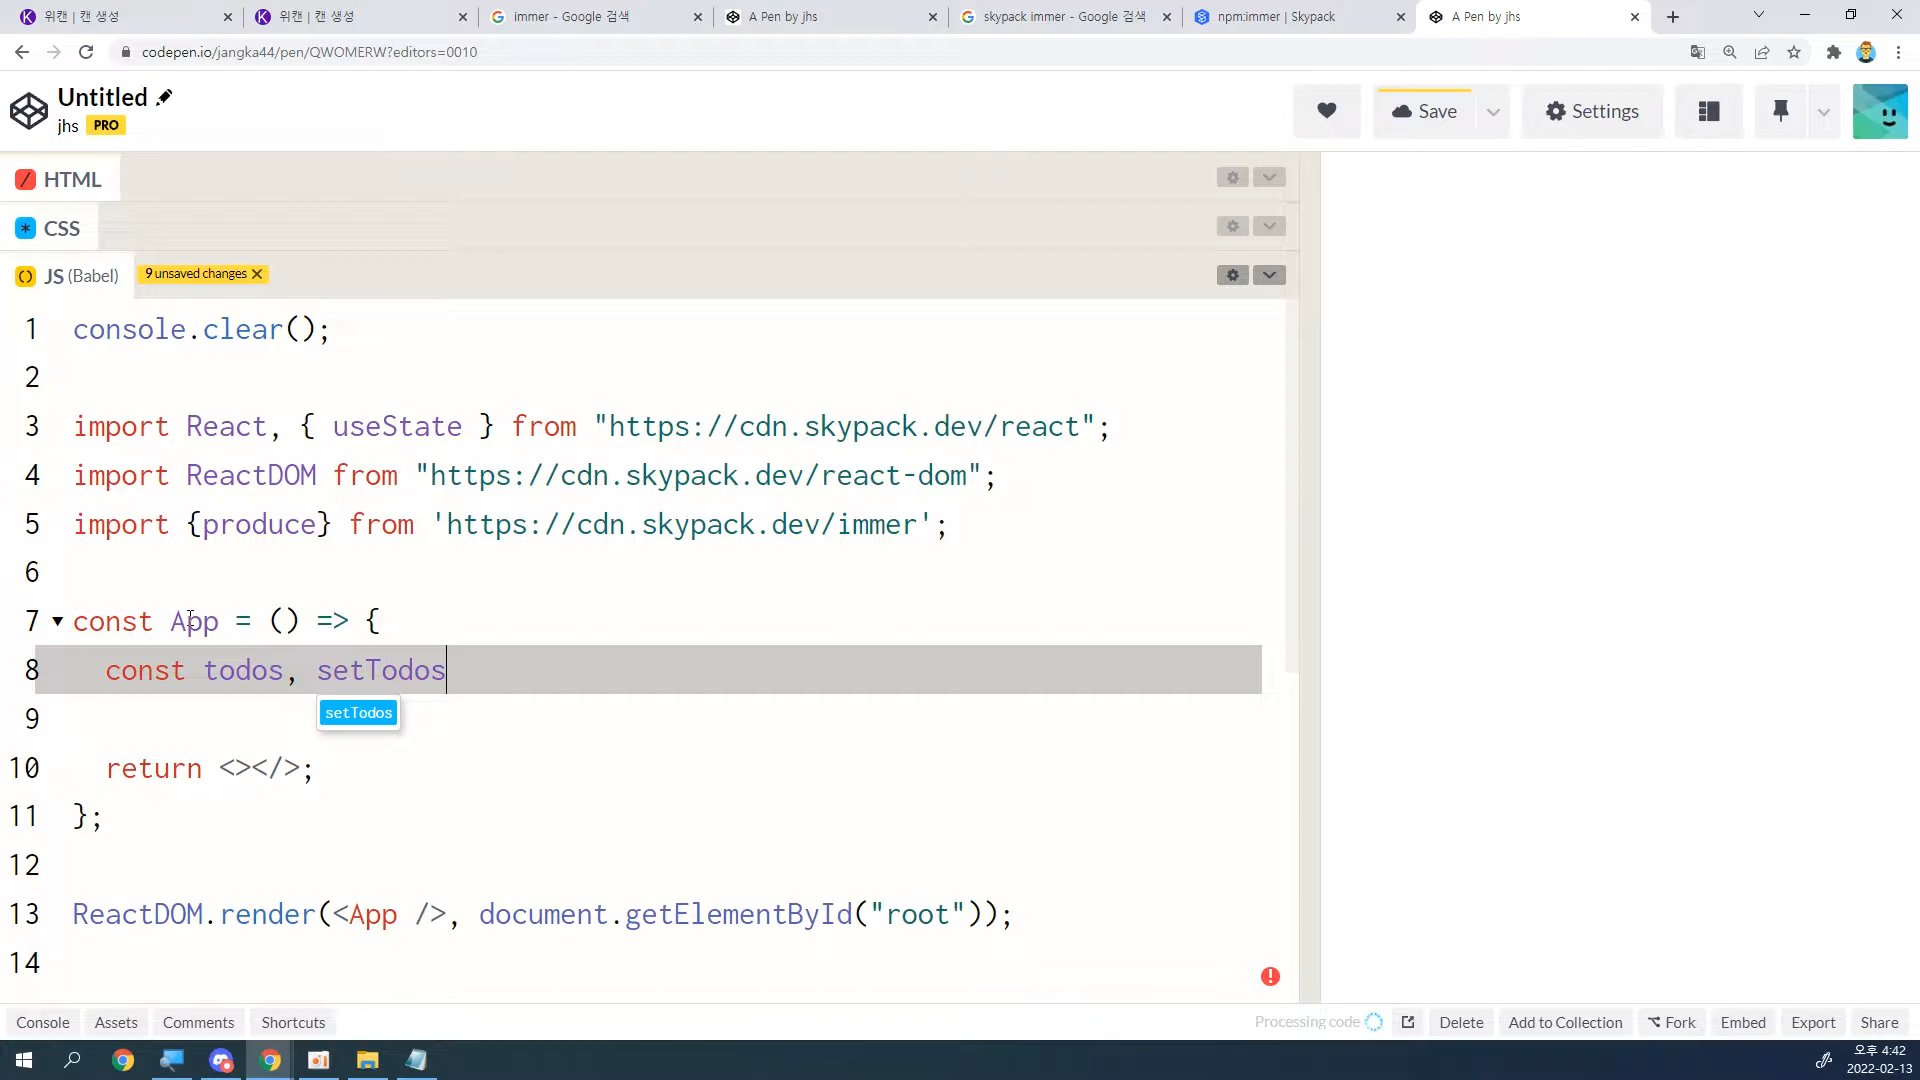 위캔 | 캔 생성
위캔 | 캔 생성
immer - Google 검색
A Pen by jhs
skypack immer - Google 검색
npm:immer | Skypack
A Pen by jhs
codepen.io/jangka44/pen/QWOMERW?editors=0010
Untitled
jhs PRO
Save
Settings
HTML
CSS
JS (Babel)
9 unsaved changes
1 console.clear();
2
3 import React, { useState } from "https://cdn.skypack.dev/react";
4 import ReactDOM from "https://cdn.skypack.dev/react-dom";
5 import {produce} from 'https://cdn.skypack.dev/immer';
6
7 const App = () => {
8 const todos, setTodos
setTodos
9
10 return <></>;
11 };
12
13 ReactDOM.render(<App />, document.getElementById("root"));
14
Console
Assets
Comments
Shortcuts
Processing code
Delete
Add to Collection
Fork
Embed
Export
Share
오후 4:42
2022-02-13